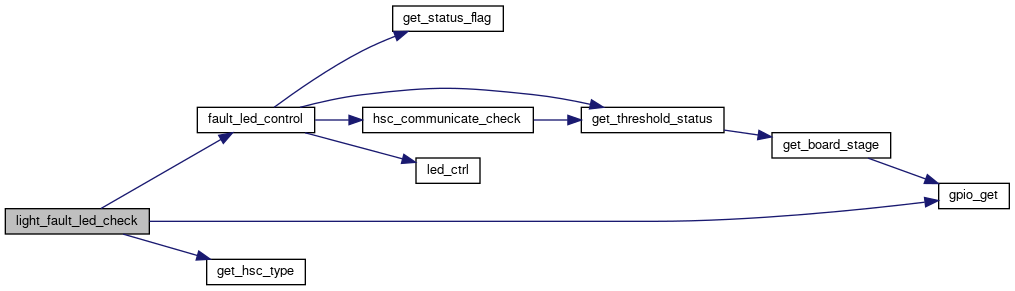 get_status_flag
fault_led_control
hsc_communicate_check
get_threshold_status
get_board_stage
led_ctrl
gpio_get
light_fault_led_check
get_hsc_type